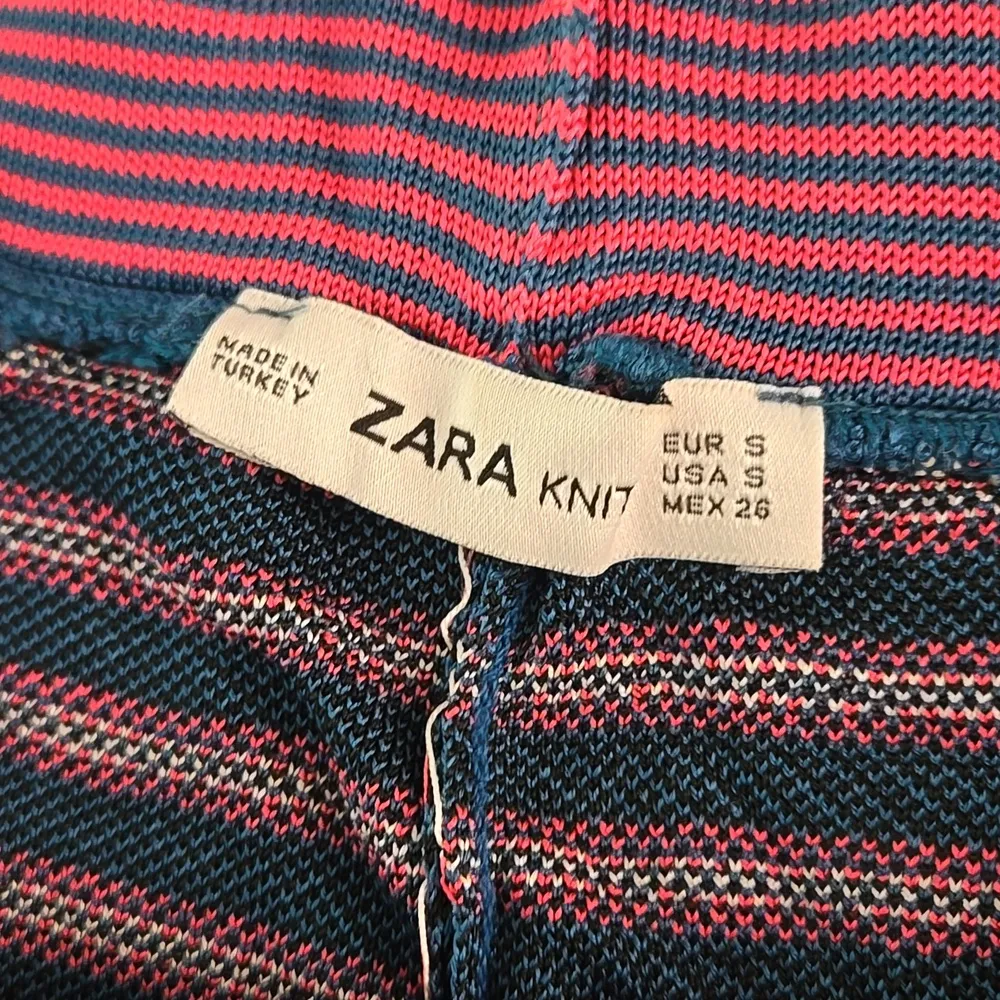 MADE IN
TURKEY
ZARA KNIT
EUR S
USA S
MEX 26